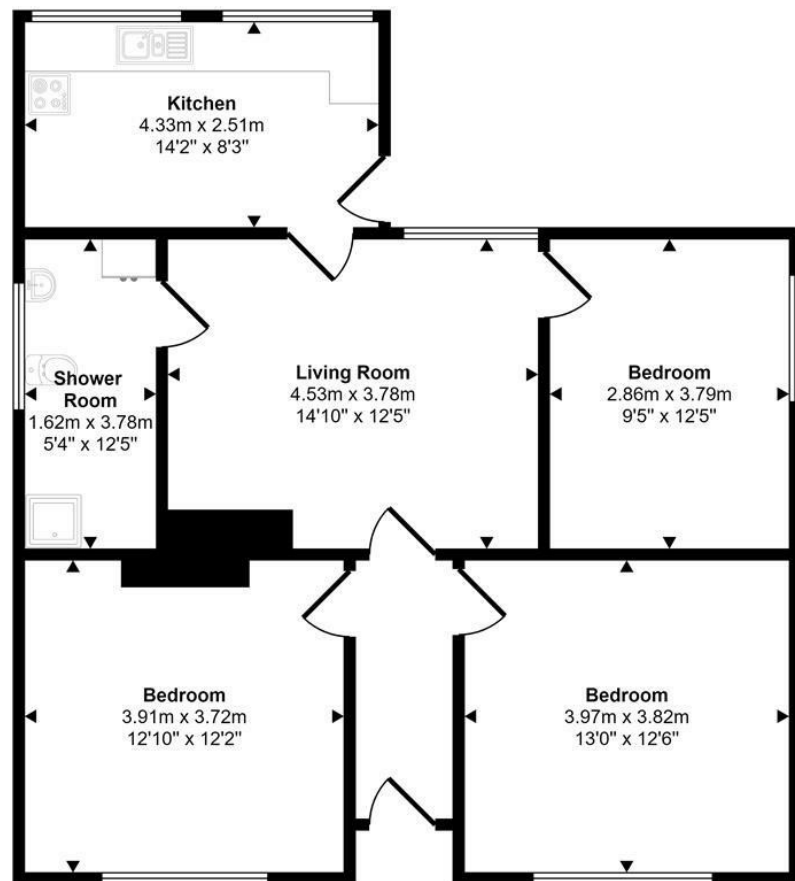 Kitchen
4.33m x 2.51m
14'2" x 8'3"
Shower
Room
1.62m x 3.78m
5'4" x 12'5"
Living Room
4.53m x 3.78m
14'10" x 12'5"
Bedroom
2.86m x 3.79m
9'5" x 12'5"
Bedroom
3.91m x 3.72m
12'10" x 12'2"
Bedroom
3.97m x 3.82m
13'0" x 12'6"